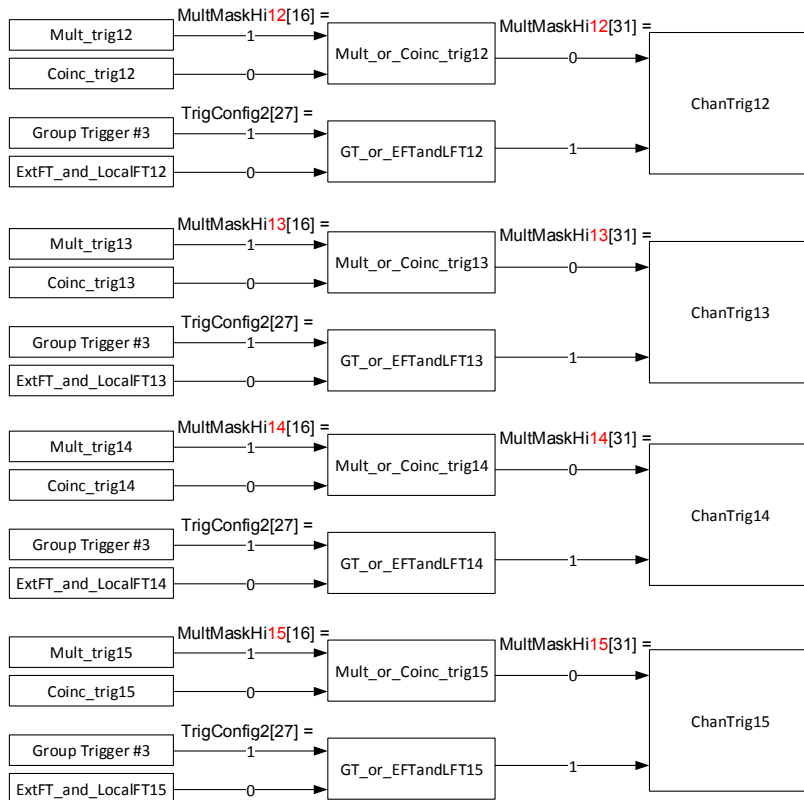 MultMaskHi12[16] =
MultMaskHi12[31] =
Mult_trig12
1
Mult_or_Coinc_trig12
0
Coinc_trig12
0
ChanTrig12
TrigConfig2[27] =
Group Trigger #3
1
GT_or_EFTandLFT12
1
ExtFT_and_LocalFT12
0
MultMaskHi13[16] =
MultMaskHi13[31] =
Mult_trig13
1
Mult_or_Coinc_trig13
0
Coinc_trig13
0
ChanTrig13
TrigConfig2[27] =
Group Trigger #3
1
GT_or_EFTandLFT13
1
ExtFT_and_LocalFT13
0
MultMaskHi14[16] =
MultMaskHi14[31] =
Mult_trig14
1
Mult_or_Coinc_trig14
0
Coinc_trig14
0
ChanTrig14
TrigConfig2[27] =
Group Trigger #3
1
GT_or_EFTandLFT14
1
ExtFT_and_LocalFT14
0
MultMaskHi15[16] =
MultMaskHi15[31] =
Mult_trig15
1
Mult_or_Coinc_trig15
0
Coinc_trig15
0
ChanTrig15
TrigConfig2[27] =
Group Trigger #3
1
GT_or_EFTandLFT15
1
ExtFT_and_LocalFT15
0